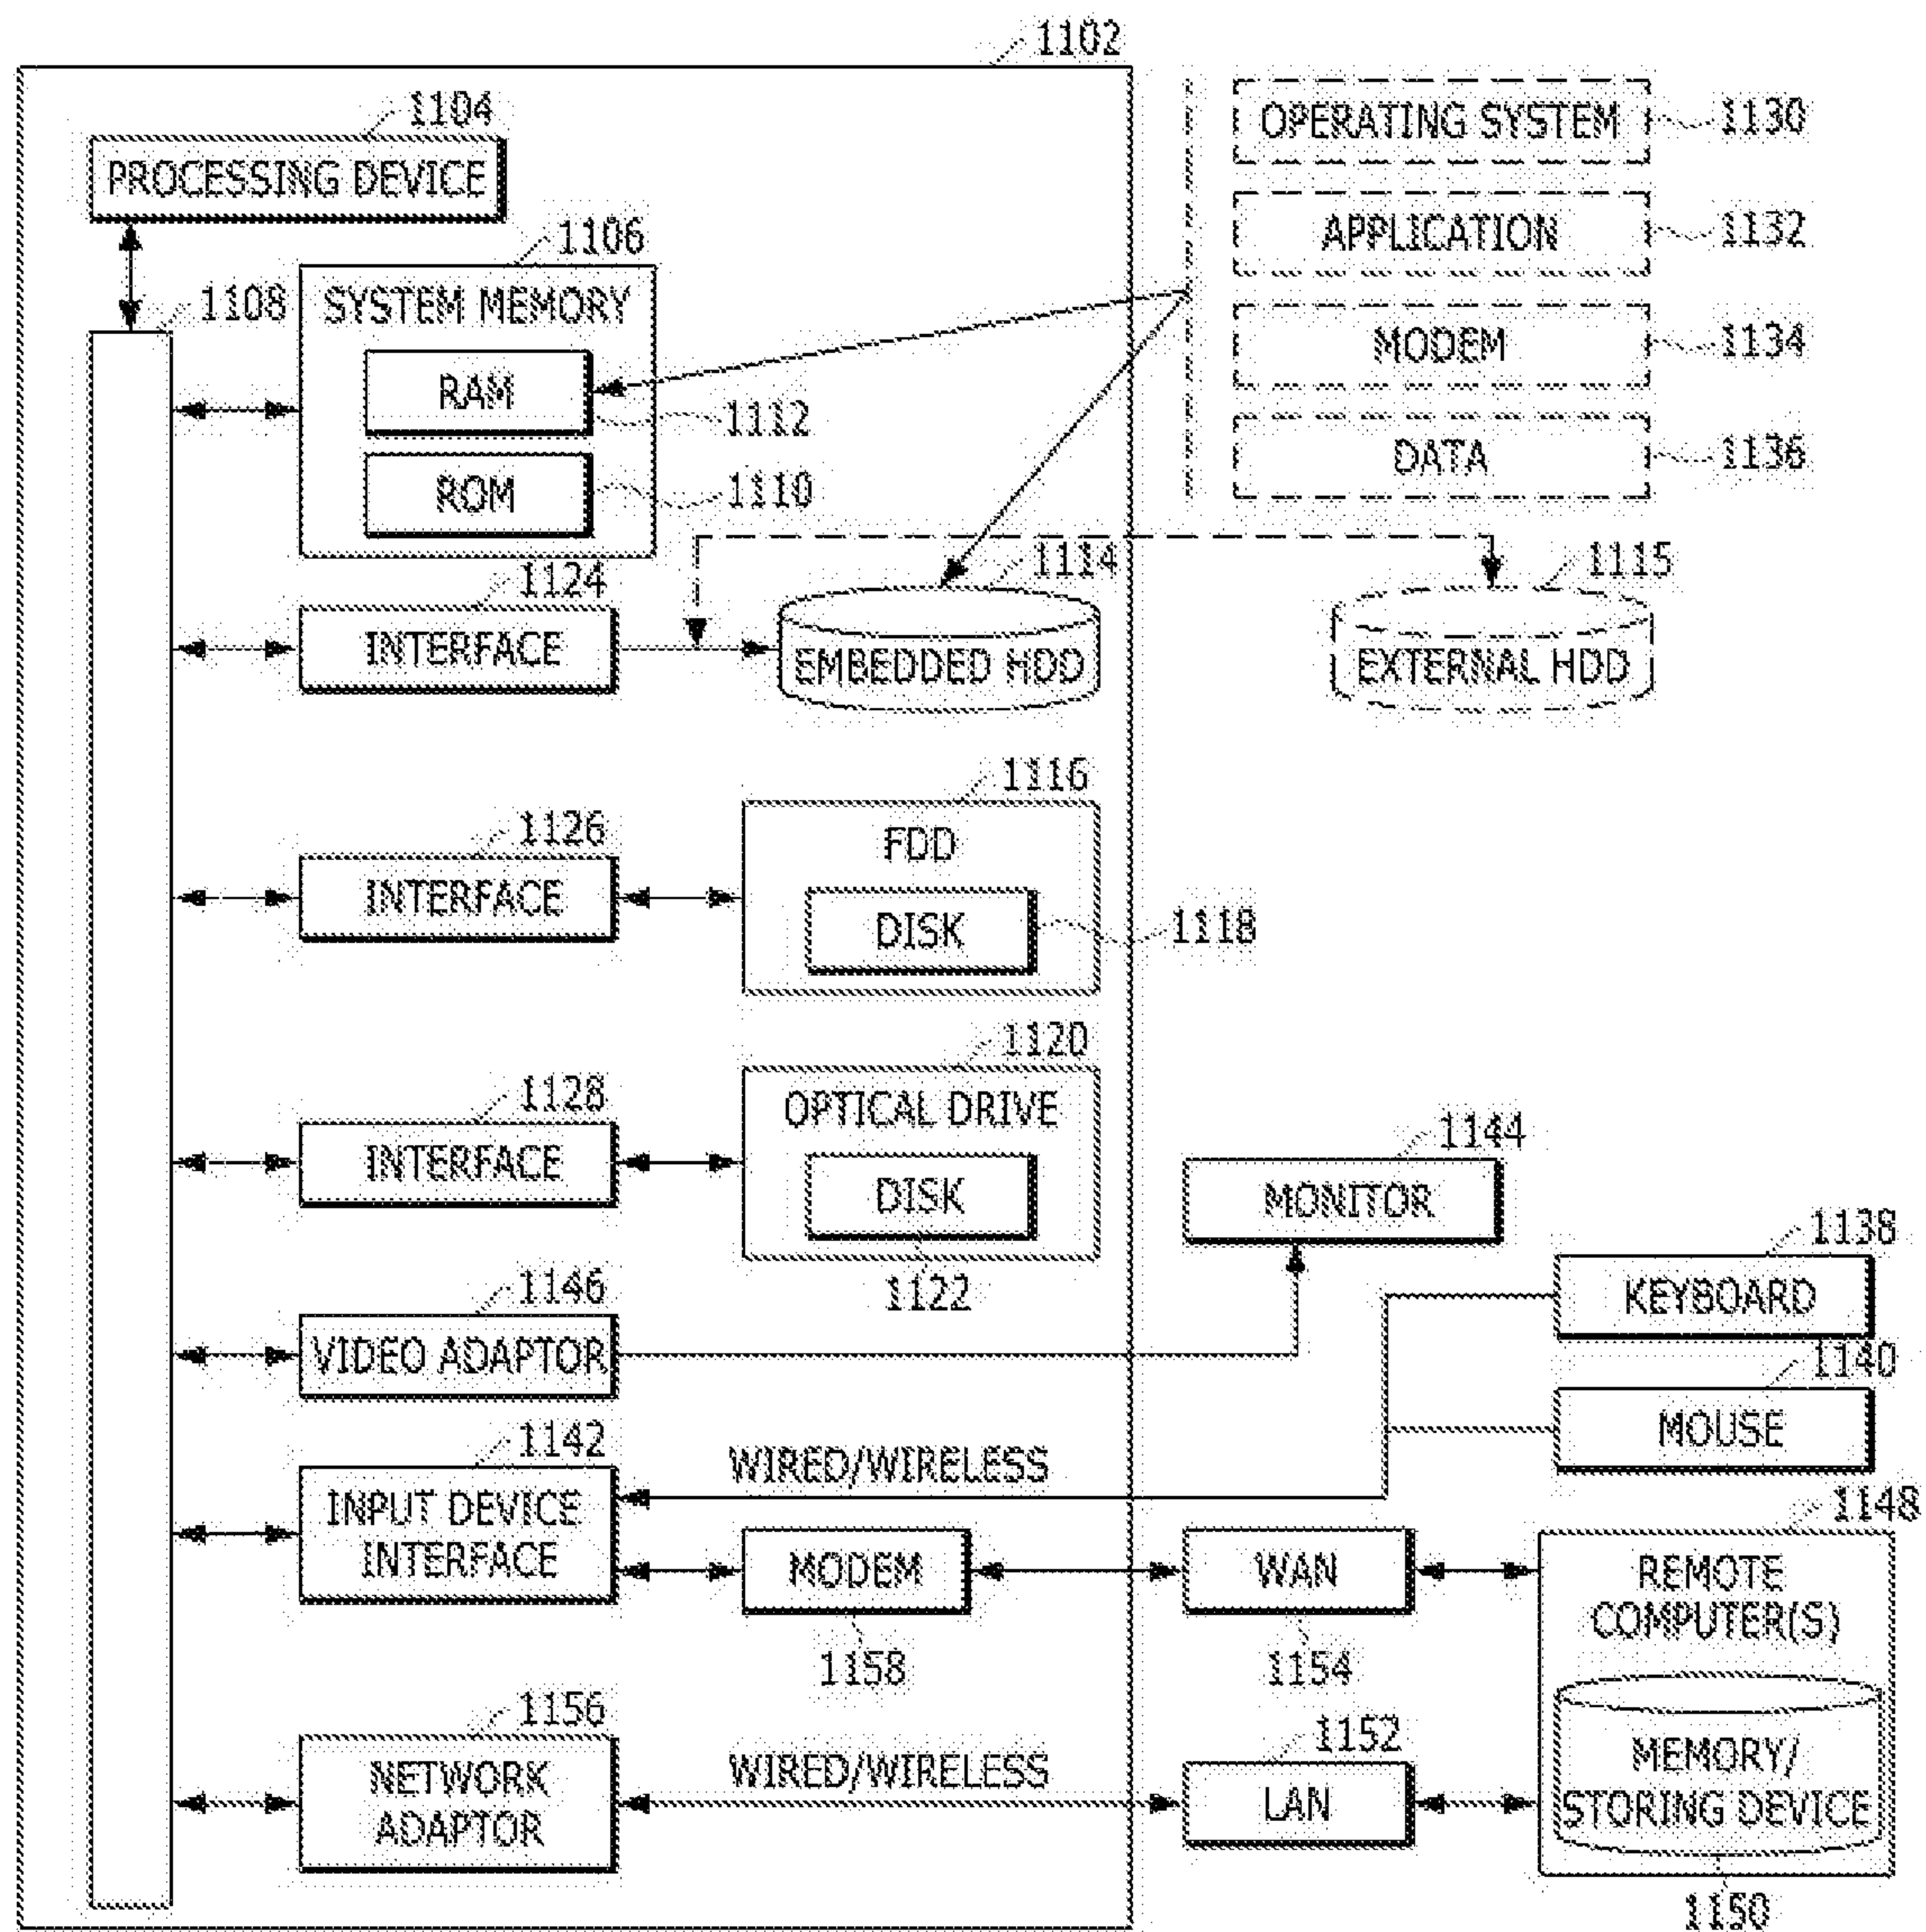 1102
1104
PROCESSING DEVICE
1106
1108
SYSTEM MEMORY
RAM
1112
ROM
1110
OPERATING SYSTEM
1130
APPLICATION
1132
MODEM
1134
DATA
1136
1124
INTERFACE
1114
EMBEDDED HDD
1115
EXTERNAL HDD
1126
INTERFACE
1116
FDD
DISK
1118
1128
INTERFACE
1120
OPTICAL DRIVE
DISK
1122
1144
MONITOR
1138
KEYBOARD
1146
VIDEO ADAPTOR
1140
MOUSE
1142
INPUT DEVICE
INTERFACE
WIRED/WIRELESS
MODEM
1158
WAN
1154
1148
REMOTE
COMPUTER(S)
1156
NETWORK
ADAPTOR
WIRED/WIRELESS
1152
LAN
MEMORY/
STORING DEVICE
1150